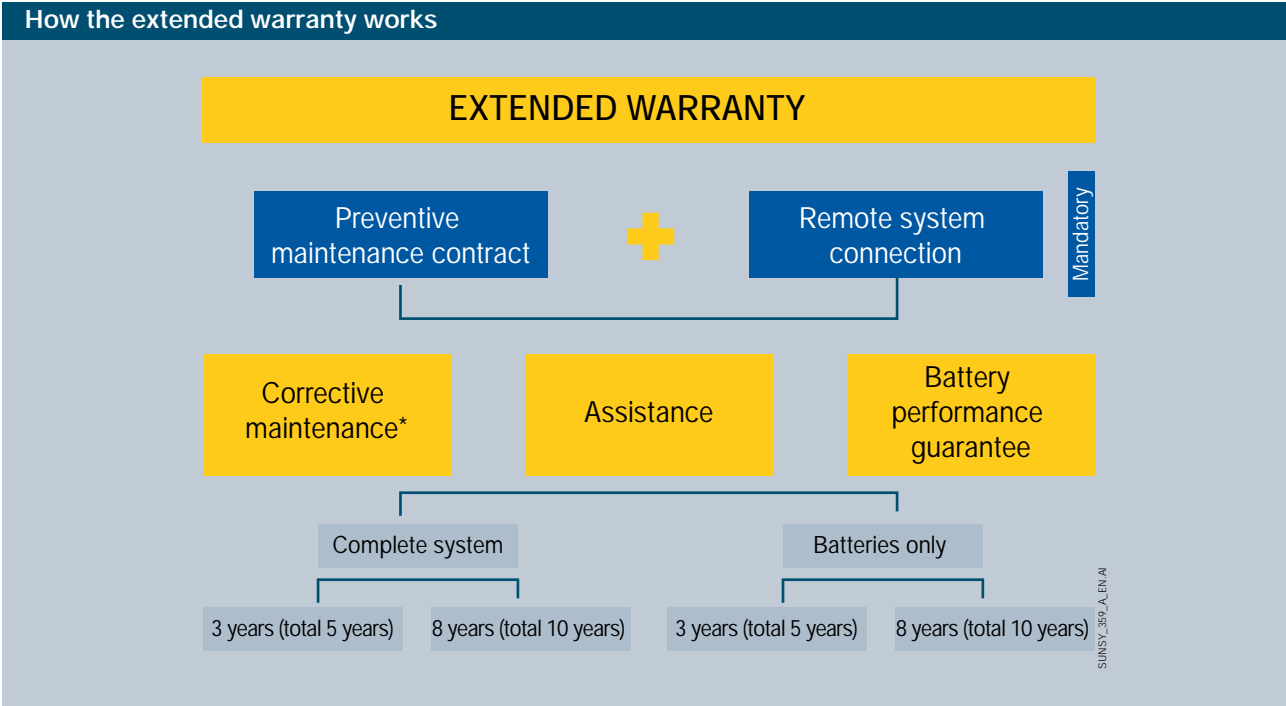 How the extended warranty works
EXTENDED WARRANTY
Preventive
maintenance contract
Remote system
connection
Mandatory
Corrective
maintenance*
Assistance
Battery
performance
guarantee
Complete system
Batteries only
3 years (total 5 years)
8 years (total 10 years)
3 years (total 5 years)
8 years (total 10 years)
SUNSY_359_A_EN.AI